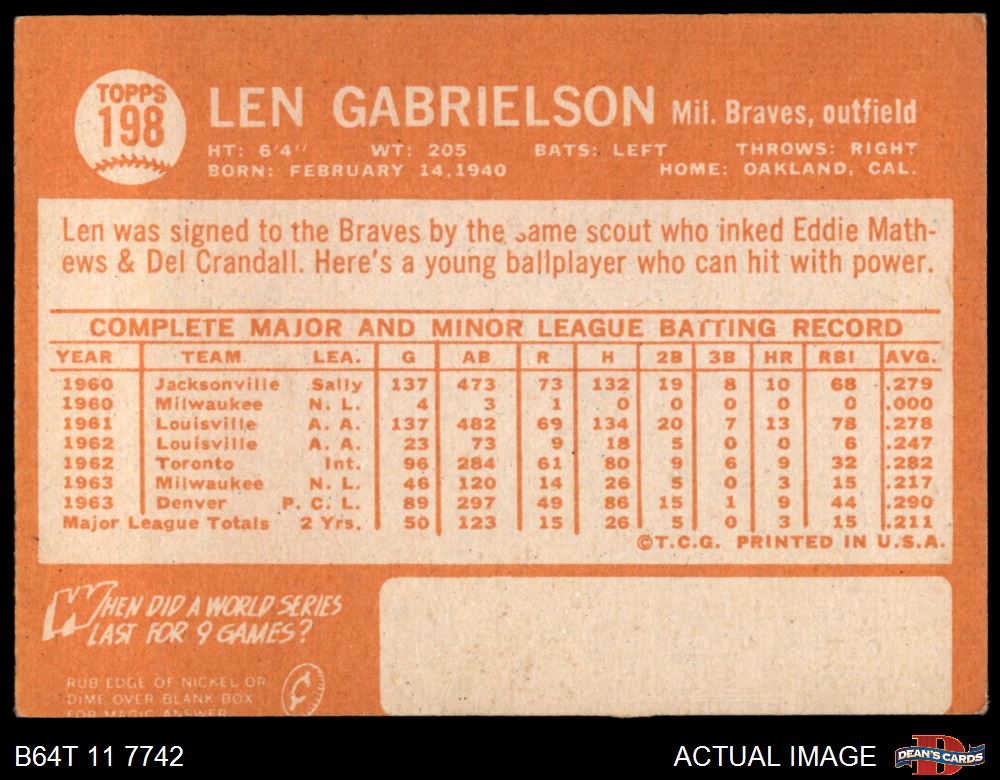 TOPPS
198
LEN GABRIELSON Mil. Braves, outfield
HT: 6'4" WT: 205 BATS: LEFT THROWS: RIGHT
BORN: FEBRUARY 14, 1940 HOME: OAKLAND, CAL.
Len was signed to the Braves by the same scout who inked Eddie Math-
ews & Del Crandall. Here's a young ballplayer who can hit with power.
COMPLETE MAJOR AND MINOR LEAGUE BATTING RECORD
YEAR TEAM LEA. G AB R H 2B 3B HR RBI AVG.
1960 Jacksonville Sally 137 473 73 132 19 8 10 68 .279
1960 Milwaukee N. L. 4 3 1 0 0 0 0 0 .000
1961 Louisville A. A. 137 482 69 134 20 7 13 78 .278
1962 Louisville A. A. 23 73 9 18 5 0 0 6 .247
1962 Toronto Int. 96 284 61 80 9 6 9 32 .282
1963 Milwaukee N. L. 46 120 14 26 5 0 3 15 .217
1963 Denver P. C. L. 89 297 49 86 15 1 9 44 .290
Major League Totals 2 Yrs. 50 123 15 26 5 0 3 15 .211
©T.C.G. PRINTED IN U.S.A.
WHEN DID A WORLD SERIES
LAST FOR 9 GAMES?
RUB EDGE OF NICKEL OR
DIME OVER BLANK BOX
FOR MAGIC ANSWER
B64T 11 7742
ACTUAL IMAGE
DEAN'S CARDS